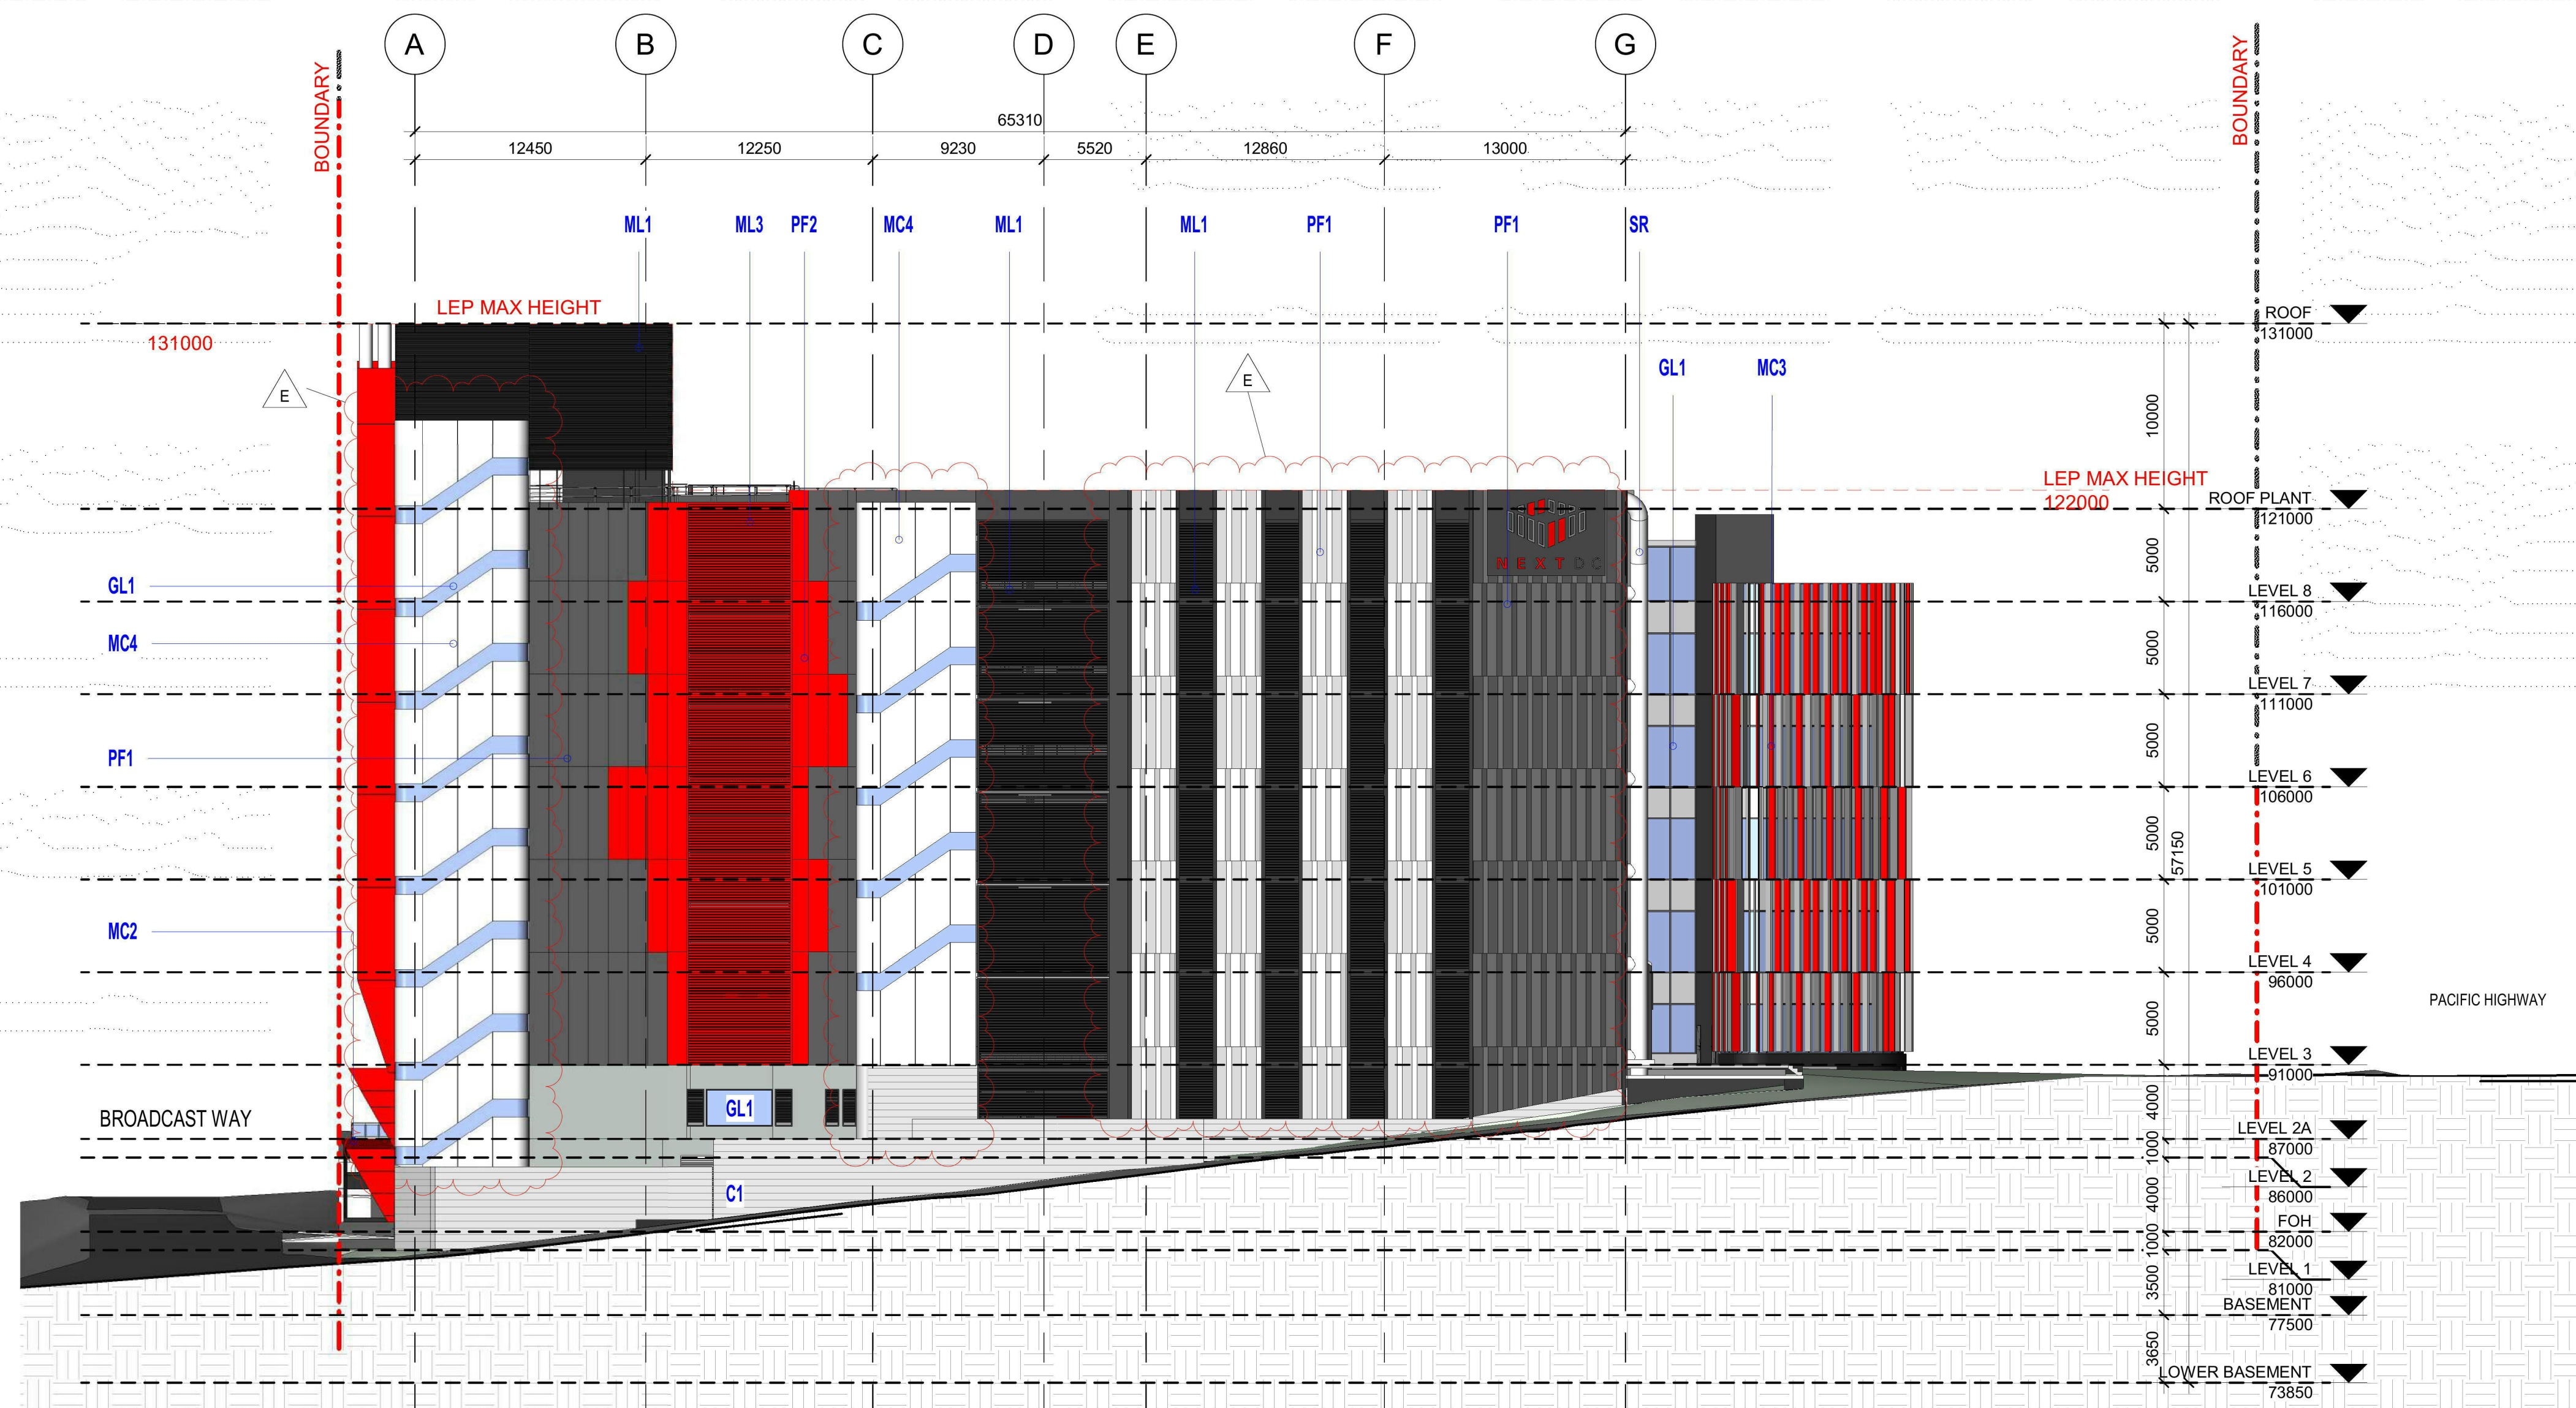 A B C D E F G
BOUNDARY
BOUNDARY
65310
12450 12250 9230 5520 12860 13000
ML1 ML3 PF2 MC4 ML1 ML1 PF1 PF1 SR
LEP MAX HEIGHT
131000
ROOF
131000
E
E
GL1 MC3
10000
LEP MAX HEIGHT
122000
ROOF PLANT
121000
NEXTDC
5000
GL1
LEVEL 8
116000
MC4
5000
LEVEL 7
111000
PF1
5000
LEVEL 6
106000
5000
57150
LEVEL 5
101000
MC2
5000
LEVEL 4
96000
PACIFIC HIGHWAY
5000
LEVEL 3
91000
BROADCAST WAY
GL1
4000
LEVEL 2A
87000
1000
LEVEL 2
86000
C1
4000
FOH
82000
1000
LEVEL 1
81000
3500
BASEMENT
77500
3650
LOWER BASEMENT
73850